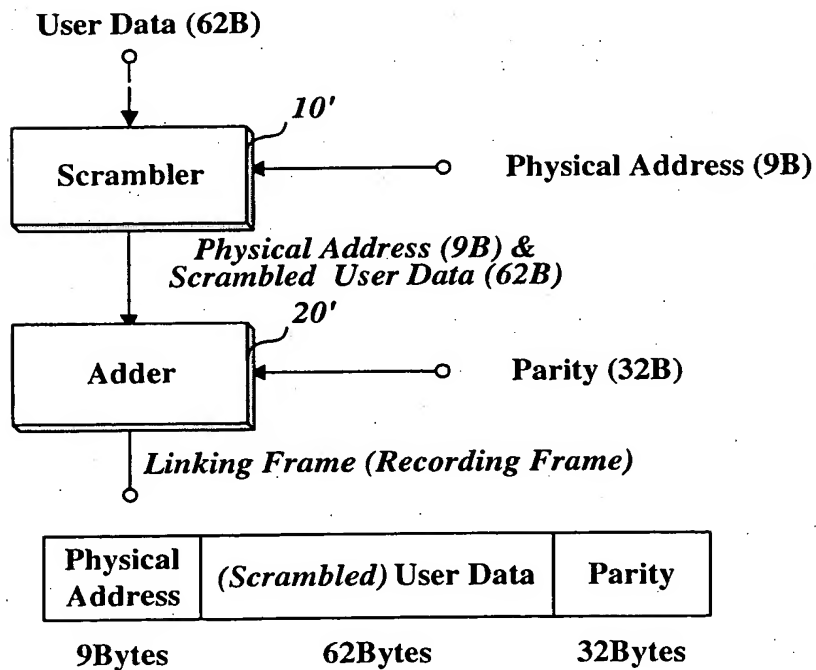 User Data (62B)
10'
Scrambler
Physical Address (9B)
Physical Address (9B) &
Scrambled User Data (62B)
20'
Adder
Parity (32B)
Linking Frame (Recording Frame)
Physical Address
(Scrambled) User Data
Parity
9Bytes
62Bytes
32Bytes